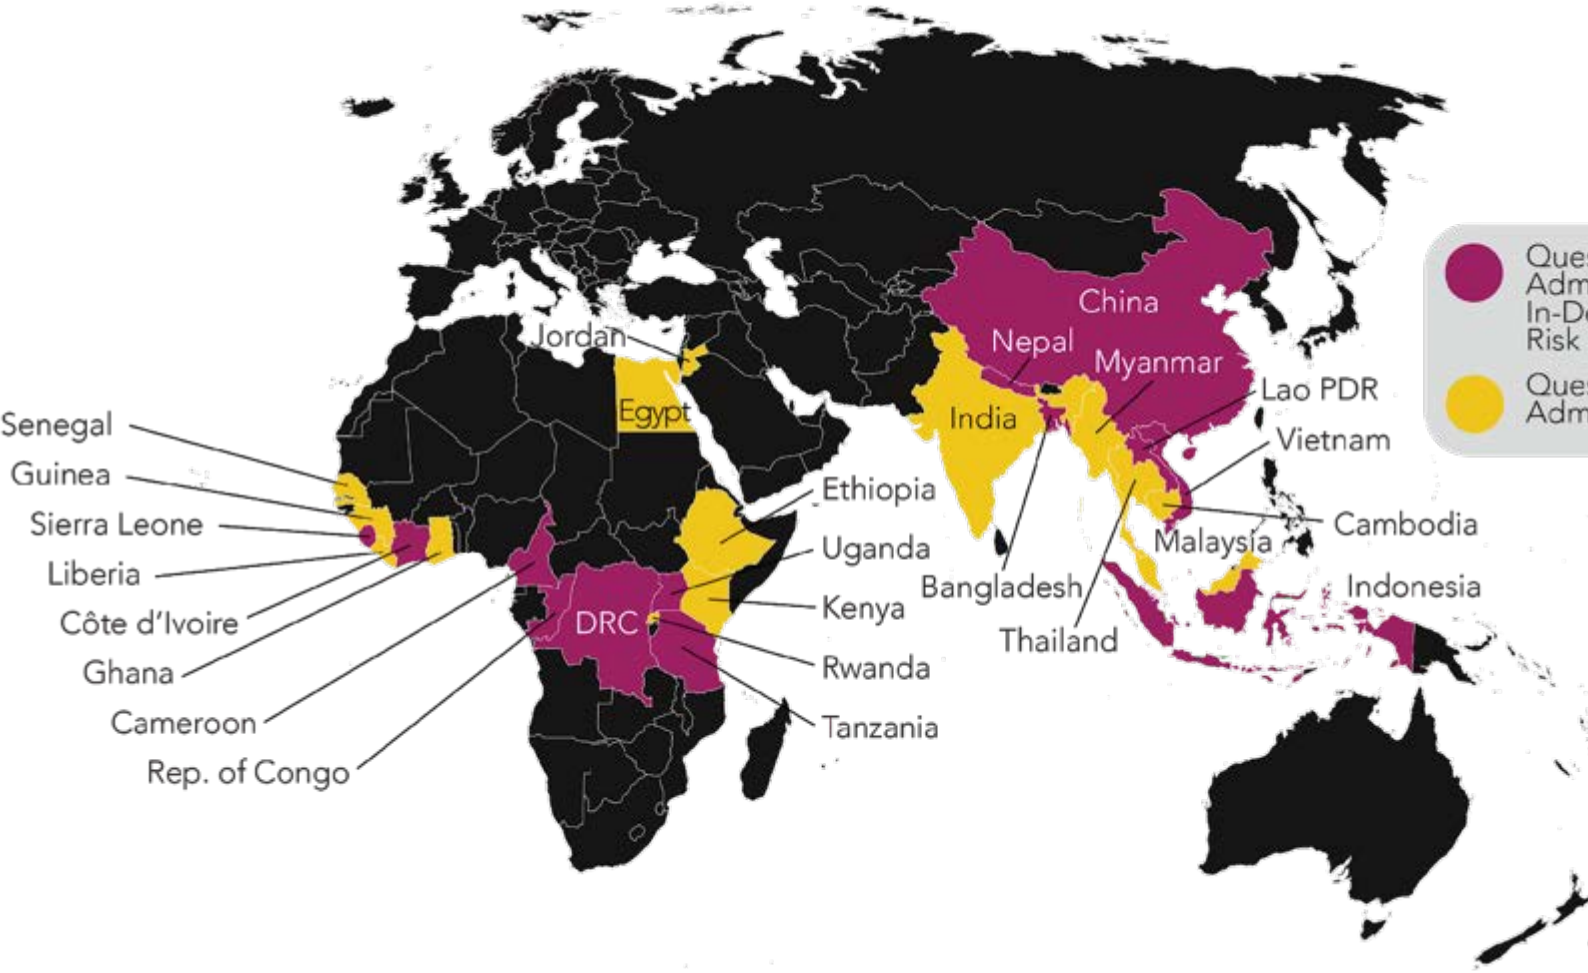 Jordan
Egypt
Senegal
Guinea
Sierra Leone
Liberia
Côte d’Ivoire
Ghana
Cameroon
Rep. of Congo
DRC
Ethiopia
Uganda
Kenya
Rwanda
Tanzania
China
Nepal
Myanmar
India
Lao PDR
Vietnam
Cambodia
Malaysia
Bangladesh
Thailand
Indonesia
Risk